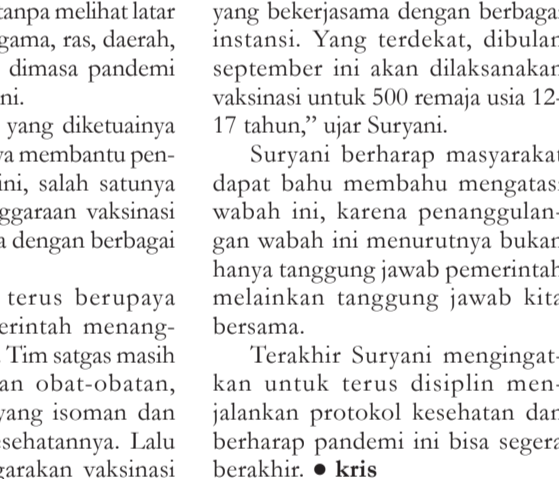 tanpa melihat latar
gama, ras, daerah,
dimasa pandemi
ni.
yang diketuainya
ya membantu pen-
ini, salah satunya
ggaraan vaksinasi
a dengan berbagai
terus berupaya
erintah menang-
Tim satgas masih
an obat-obatan,
yang isoman dan
esehatannya. Lalu
garakan vaksinasi
yang bekerjasama dengan berbaga
instansi. Yang terdekat, dibulan
september ini akan dilaksanakan
vaksinasi untuk 500 remaja usia 12-
17 tahun,” ujar Suryani.
Suryani berharap masyarakat
dapat bahu membahu mengatasi
wabah ini, karena penanggulan-
gan wabah ini menurutnya bukan
hanya tanggung jawab pemerintah
melainkan tanggung jawab kita
bersama.
Terakhir Suryani mengingat-
kan untuk terus disiplin men-
jalankan protokol kesehatan dan
berharap pandemi ini bisa segera
berakhir. ● kris